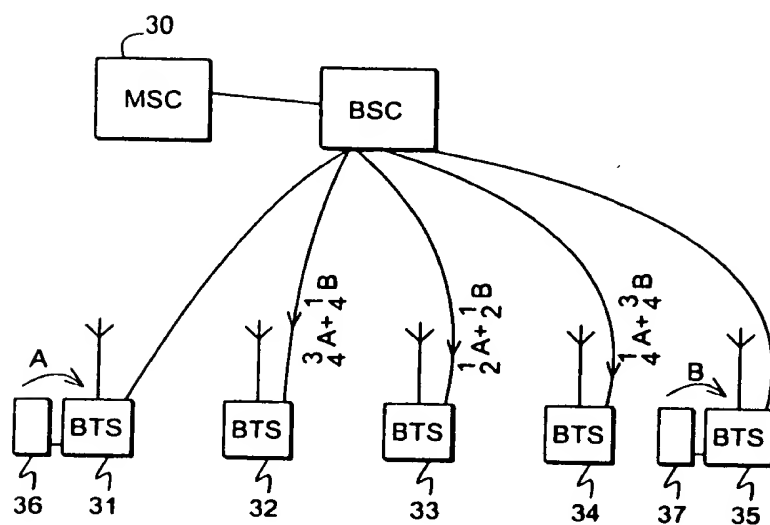 30
MSC
BSC
3/4 A + 1/4 B
1/2 A + 1/2 B
1/4 A + 3/4 B
A
B
BTS
BTS
BTS
BTS
BTS
36
31
32
33
34
37
35